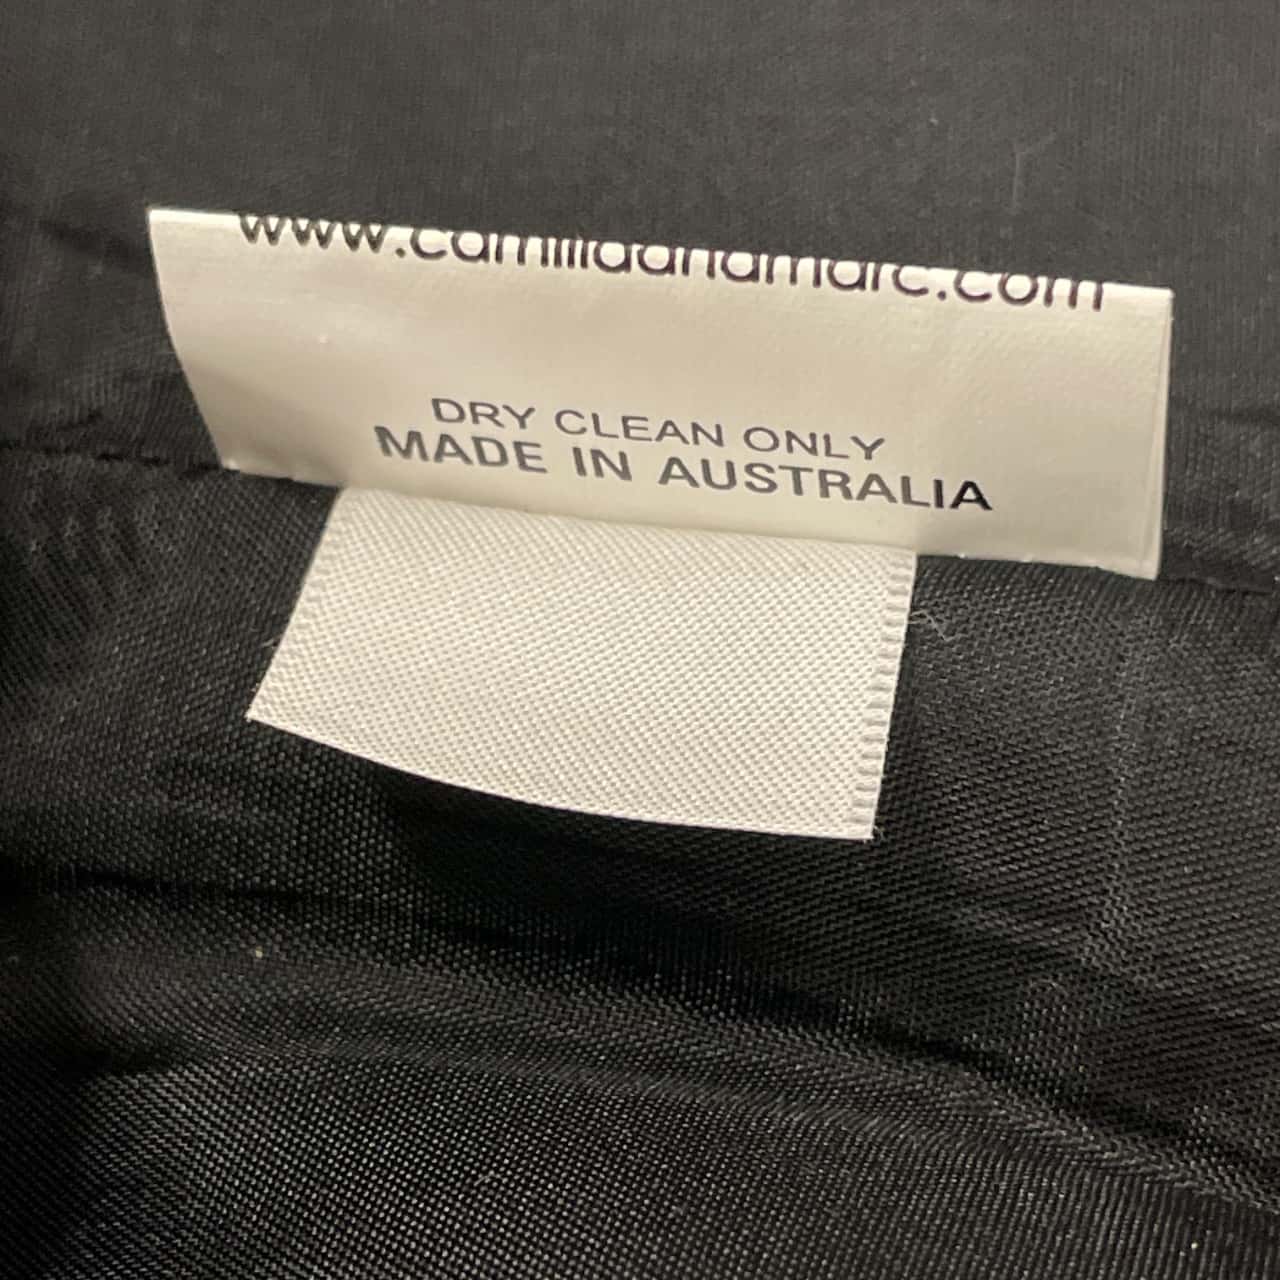 www.camillaandmarc.com
DRY CLEAN ONLY
MADE IN AUSTRALIA